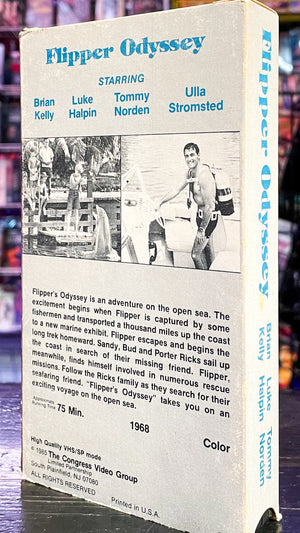 Flipper Odyssey
STARRING
Brian Kelly
Luke Halpin
Tommy Norden
Ulla Stromsted
Flipper's Odyssey is an adventure on the open sea. The
excitement begins when Flipper is captured by some
fishermen and transported a thousand miles up the coast
to a new marine exhibit. Flipper escapes and begins the
long trek homeward. Sandy, Bud and Porter Ricks sail up
the coast in search of their missing friend. Flipper,
meanwhile, finds himself involved in numerous rescue
missions. Follow the Ricks family as they search for their
seafaring friend. "Flipper's Odyssey" takes you on an
exciting voyage on the open sea.
Approximate
Running Time 75 Min.
1968
Color
High Quality VHS/SP mode
© 1985 The Congress Video Group
Limited Partnership
South Plainfield, NJ 07080
ALL RIGHTS RESERVED
Printed in U.S.A.
Flipper Odyssey
Brian Kelly
Luke Halpin
Tommy Norden